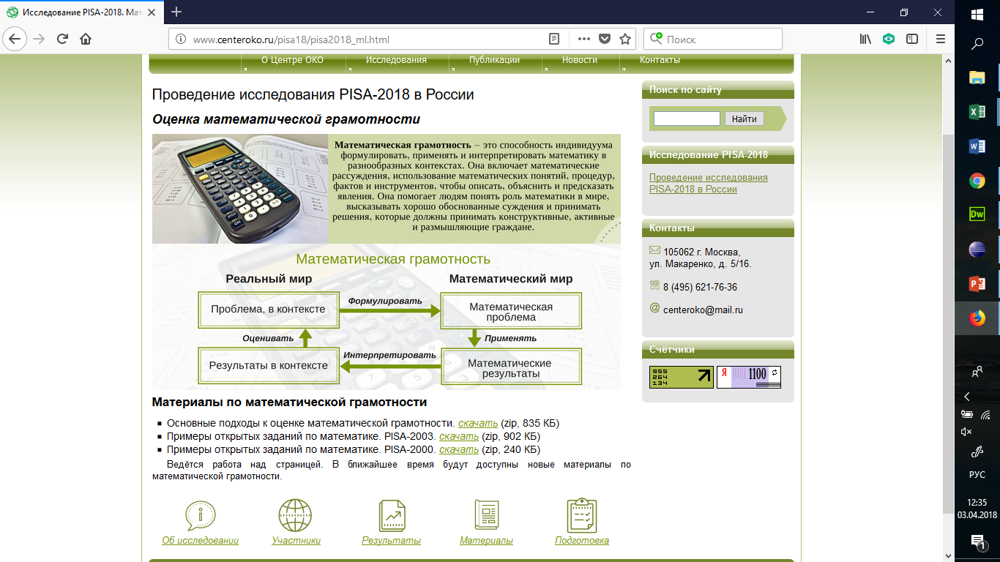 Исследование PISA-2018. Мат
www.centeroko.ru/pisa18/pisa2018_ml.html
Поиск
О Центре ОКО
Исследования
Публикации
Новости
Контакты
Проведение исследования PISA-2018 в России
Оценка математической грамотности
Математическая грамотность – это способность индивидуума
формулировать, применять и интерпретировать математику в
разнообразных контекстах. Она включает математические
рассуждения, использование математических понятий, процедур,
фактов и инструментов, чтобы описать, объяснить и предсказать
явления. Она помогает людям понять роль математики в мире,
высказывать хорошо обоснованные суждения и принимать
решения, которые должны принимать конструктивные, активные
и размышляющие граждане.
Математическая грамотность
Реальный мир
Математический мир
Проблема, в контексте
Формулировать
Математическая
проблема
Оценивать
Применять
Результаты в контексте
Интерпретировать
Математические
результаты
Материалы по математической грамотности
Основные подходы к оценке математической грамотности. скачать (zip, 835 КБ)
Примеры открытых заданий по математике. PISA-2003. скачать (zip, 902 КБ)
Примеры открытых заданий по математике. PISA-2000. скачать (zip, 240 КБ)
Ведётся работа над страницей. В ближайшее время будут доступны новые материалы по
математической грамотности.
Об исследовании
Участники
Результаты
Материалы
Подготовка
Поиск по сайту
Найти
Исследование PISA-2018
Проведение исследования
PISA-2018 в России
Контакты
105062 г. Москва,
ул. Макаренко, д. 5/16.
8 (495) 621-76-36
@ centeroko@mail.ru
Счётчики
955
264
134
Я 1100
Dw
РУС
12:35
03.04.2018
1